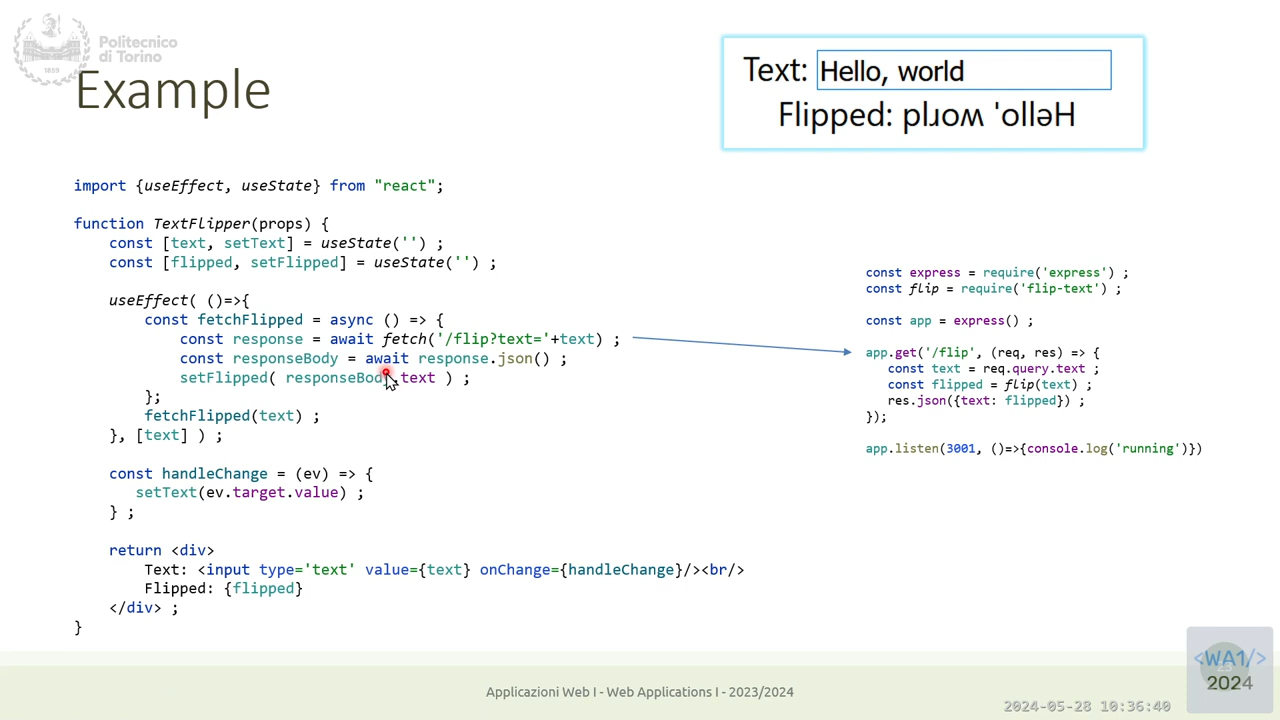 Politecnico
di Torino
1859
Example
Text: Hello, world
Flipped: plɹoʍ 'ollǝH
import {useEffect, useState} from "react";
function TextFlipper(props) {
    const [text, setText] = useState('') ;
    const [flipped, setFlipped] = useState('') ;
    useEffect( ()=>{
        const fetchFlipped = async () => {
            const response = await fetch('/flip?text='+text) ;
            const responseBody = await response.json() ;
            setFlipped( responseBody.text ) ;
        };
        fetchFlipped(text) ;
    }, [text] ) ;
    const handleChange = (ev) => {
       setText(ev.target.value) ;
    } ;
    return <div>
        Text: <input type='text' value={text} onChange={handleChange}/><br/>
        Flipped: {flipped}
    </div> ;
}
const express = require('express') ;
const flip = require('flip-text') ;
const app = express() ;
app.get('/flip', (req, res) => {
   const text = req.query.text ;
   const flipped = flip(text) ;
   res.json({text: flipped}) ;
});
app.listen(3001, ()=>{console.log('running')})
Applicazioni Web I - Web Applications I - 2023/2024
<WA1/>
2024
2024-05-28 10:36:40